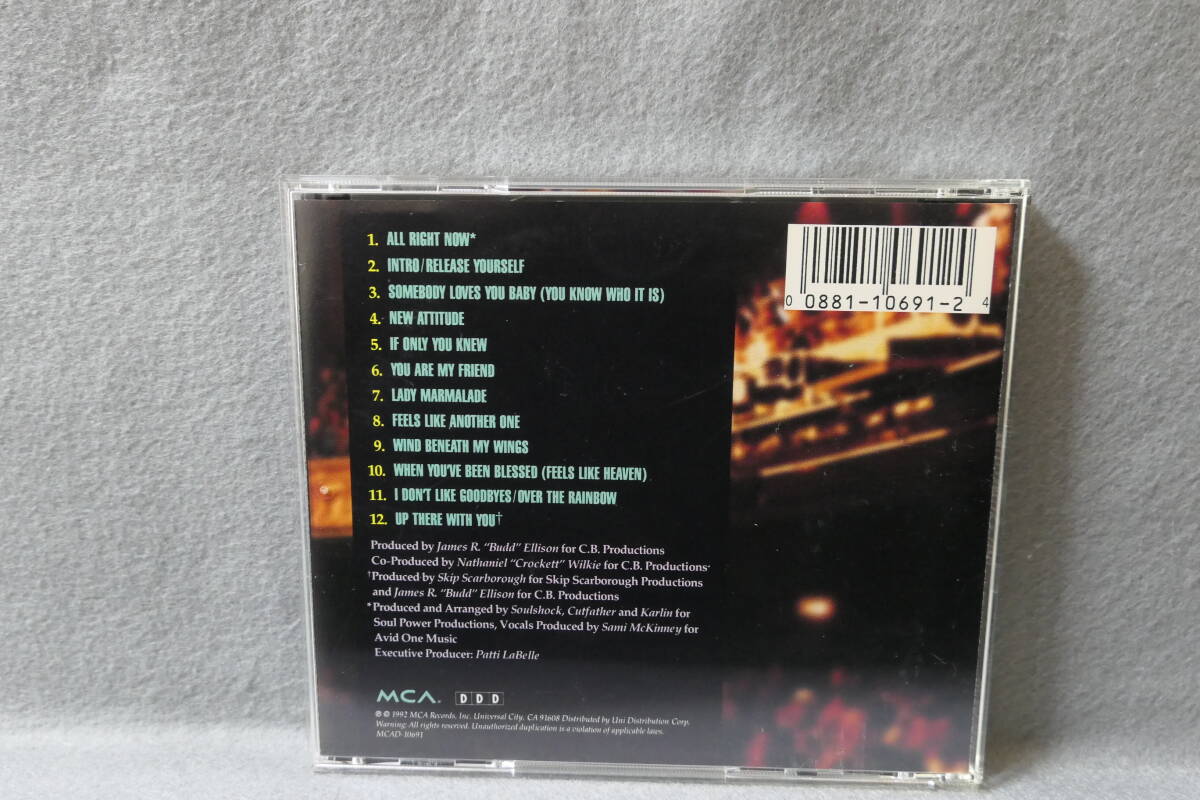 1. ALL RIGHT NOW*
2. INTRO/RELEASE YOURSELF
3. SOMEBODY LOVES YOU BABY (YOU KNOW WHO IT IS)
4. NEW ATTITUDE
5. IF ONLY YOU KNEW
6. YOU ARE MY FRIEND
7. LADY MARMALADE
8. FEELS LIKE ANOTHER ONE
9. WIND BENEATH MY WINGS
10. WHEN YOU'VE BEEN BLESSED (FEELS LIKE HEAVEN)
11. I DON'T LIKE GOODBYES/OVER THE RAINBOW
12. UP THERE WITH YOU†
Produced by James R. "Budd" Ellison for C.B. Productions
Co-Produced by Nathaniel "Crockett" Wilkie for C.B. Productions
†Produced by Skip Scarborough for Skip Scarborough Productions
and James R. "Budd" Ellison for C.B. Productions
*Produced and Arranged by Soulshock, Cutfather and Karlin for
Soul Power Productions, Vocals Produced by Sami McKinney for
Avid One Music
Executive Producer: Patti LaBelle
MCA. D D D
℗ © 1992 MCA Records, Inc. Universal City, CA 91608 Distributed by Uni Distribution Corp.
Warning: All rights reserved. Unauthorized duplication is a violation of applicable laws.
MCAD-10691
0 0881-10691-2 4